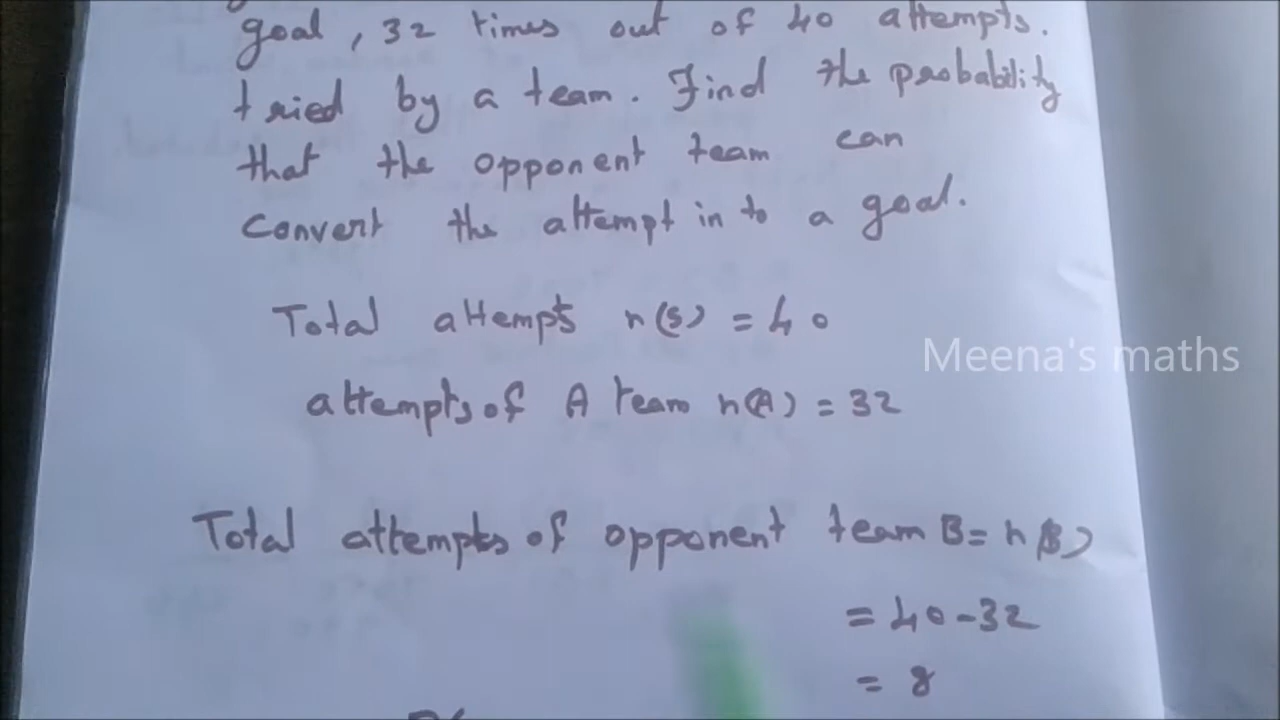 goal, 32 times out of 40 attempts.
tried by a team. Find the probability
that the opponent team can
convert the attempt in to a goal.
Total attempts n(S) = 40
Meena's maths
attempts of A team n(A) = 32
Total attempts of opponent team B = n(B)
= 40 - 32
= 8